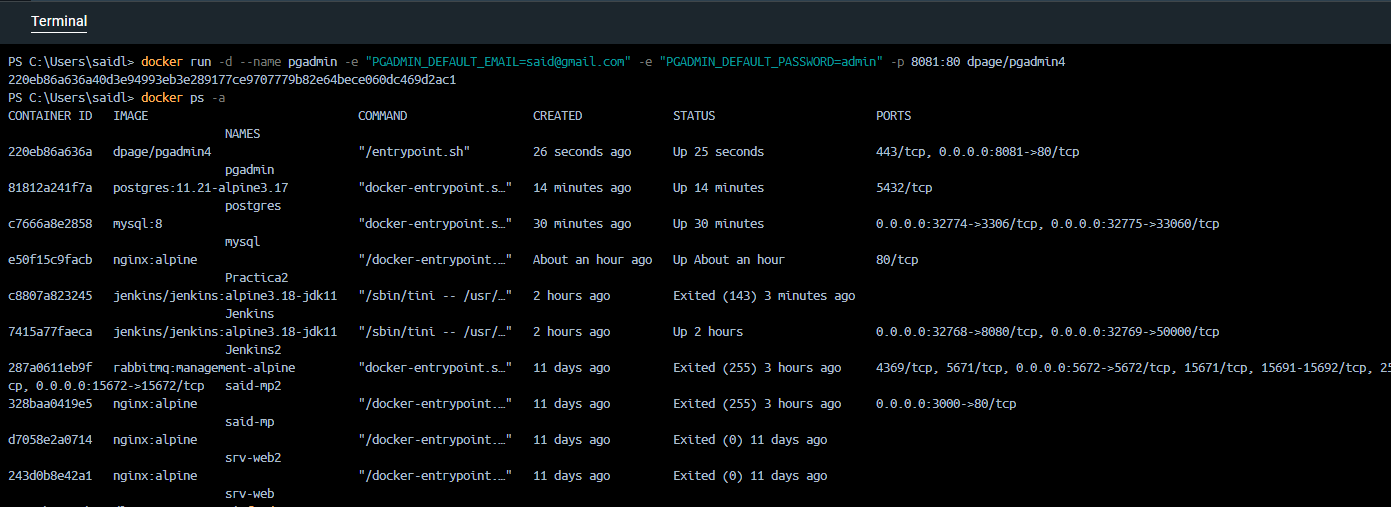 Terminal
PS C:\Users\saidl> docker run -d --name pgadmin -e "PGADMIN_DEFAULT_EMAIL=said@gmail.com" -e "PGADMIN_DEFAULT_PASSWORD=admin" -p 8081:80 dpage/pgadmin4
220eb86a636a40d3e94993eb3e289177ce9707779b82e64bece060dc469d2ac1
PS C:\Users\saidl> docker ps -a
CONTAINER ID   IMAGE                              COMMAND                  CREATED             STATUS                       PORTS
                               NAMES
220eb86a636a   dpage/pgadmin4                     "/entrypoint.sh"         26 seconds ago      Up 25 seconds                443/tcp, 0.0.0.0:8081->80/tcp
                               pgadmin
81812a241f7a   postgres:11.21-alpine3.17          "docker-entrypoint.s…"   14 minutes ago      Up 14 minutes                5432/tcp
                               postgres
c7666a8e2858   mysql:8                            "docker-entrypoint.s…"   30 minutes ago      Up 30 minutes                0.0.0.0:32774->3306/tcp, 0.0.0.0:32775->33060/tcp
                               mysql
e50f15c9facb   nginx:alpine                       "/docker-entrypoint.…"   About an hour ago   Up About an hour             80/tcp
                               Practica2
c8807a823245   jenkins/jenkins:alpine3.18-jdk11   "/sbin/tini -- /usr/…"   2 hours ago         Exited (143) 3 minutes ago
                               Jenkins
7415a77faeca   jenkins/jenkins:alpine3.18-jdk11   "/sbin/tini -- /usr/…"   2 hours ago         Up 2 hours                   0.0.0.0:32768->8080/tcp, 0.0.0.0:32769->50000/tcp
                               Jenkins2
287a0611eb9f   rabbitmq:management-alpine         "docker-entrypoint.s…"   11 days ago         Exited (255) 3 hours ago     4369/tcp, 5671/tcp, 0.0.0.0:5672->5672/tcp, 15671/tcp, 15691-15692/tcp, 25
cp, 0.0.0.0:15672->15672/tcp   said-mp2
328baa0419e5   nginx:alpine                       "/docker-entrypoint.…"   11 days ago         Exited (255) 3 hours ago     0.0.0.0:3000->80/tcp
                               said-mp
d7058e2a0714   nginx:alpine                       "/docker-entrypoint.…"   11 days ago         Exited (0) 11 days ago
                               srv-web2
243d0b8e42a1   nginx:alpine                       "/docker-entrypoint.…"   11 days ago         Exited (0) 11 days ago
                               srv-web